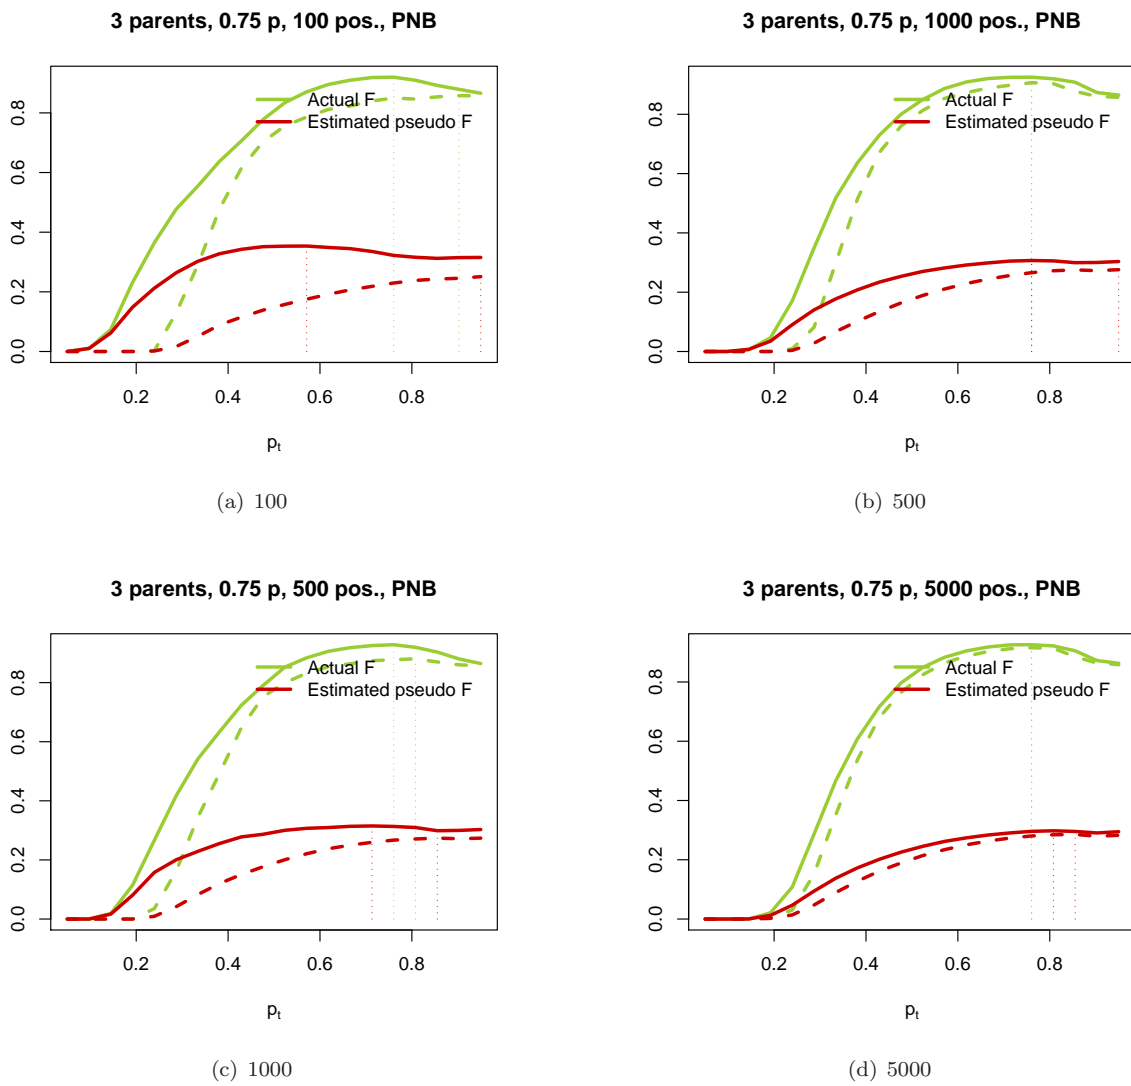 3 parents, 0.75 p, 100 pos., PNB
Actual F
Estimated pseudo F
0.0 0.2 0.4 0.6 0.8
0.2 0.4 0.6 0.8
pt
(a) 100
3 parents, 0.75 p, 1000 pos., PNB
Actual F
Estimated pseudo F
0.0 0.2 0.4 0.6 0.8
0.2 0.4 0.6 0.8
pt
(b) 500
3 parents, 0.75 p, 500 pos., PNB
Actual F
Estimated pseudo F
0.0 0.2 0.4 0.6 0.8
0.2 0.4 0.6 0.8
pt
(c) 1000
3 parents, 0.75 p, 5000 pos., PNB
Actual F
Estimated pseudo F
0.0 0.2 0.4 0.6 0.8
0.2 0.4 0.6 0.8
pt
(d) 5000